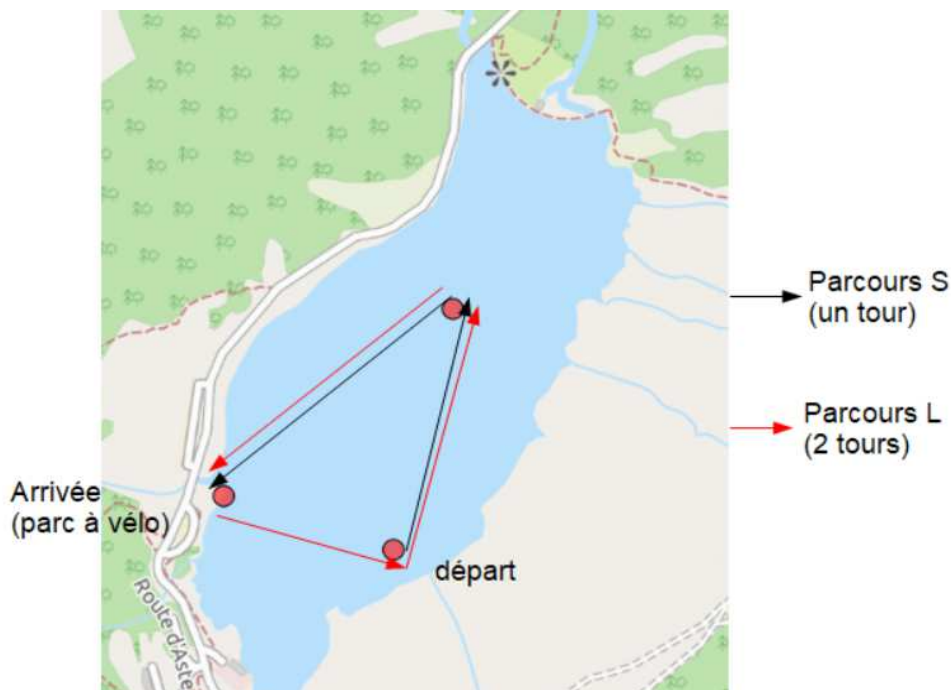 Parcours S
(un tour)
Parcours L
(2 tours)
Arrivée
(parc à vélo)
départ
Route d'Aste